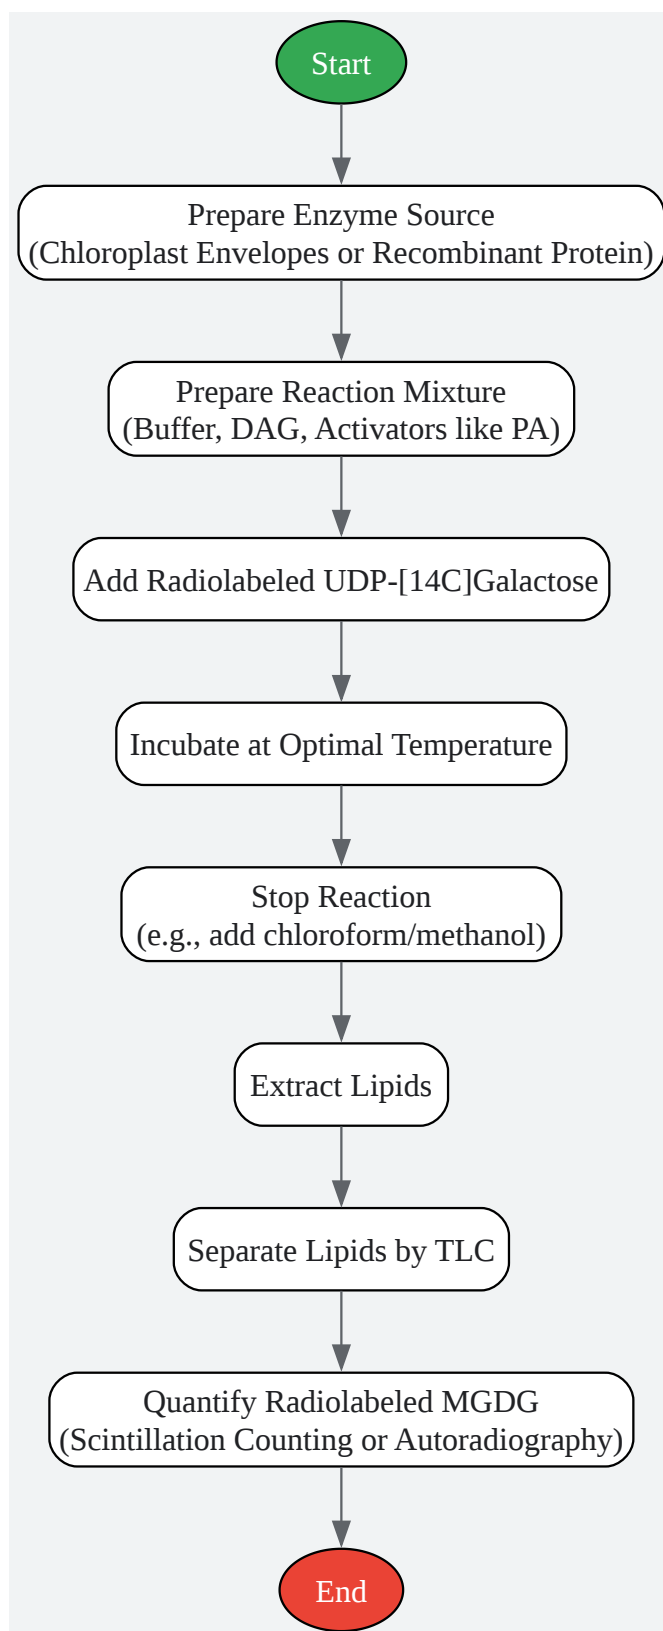 Start
Prepare Enzyme Source
(Chloroplast Envelopes or Recombinant Protein)
Prepare Reaction Mixture
(Buffer, DAG, Activators like PA)
Add Radiolabeled UDP-[14C]Galactose
Incubate at Optimal Temperature
Stop Reaction
(e.g., add chloroform/methanol)
Extract Lipids
Separate Lipids by TLC
Quantify Radiolabeled MGDG
(Scintillation Counting or Autoradiography)
End